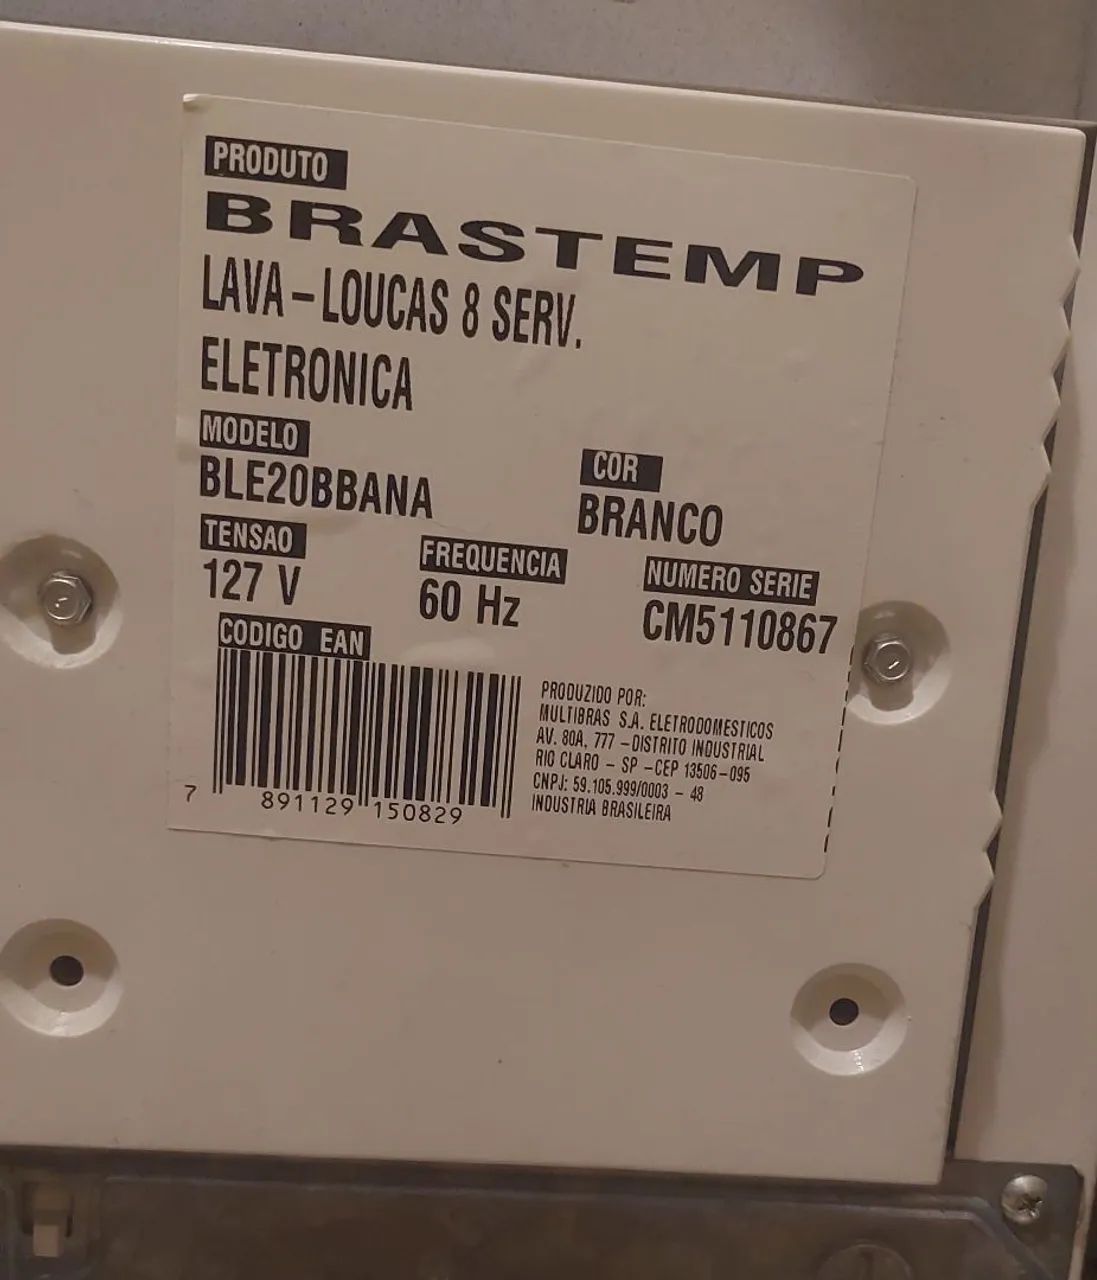 PRODUTO
BRASTEMP
LAVA-LOUCAS 8 SERV.
ELETRONICA
MODELO
BLE20BBANA
COR
BRANCO
TENSAO
127 V
FREQUENCIA
60 Hz
NUMERO SERIE
CM5110867
CODIGO EAN
7 891129 150829
PRODUZIDO POR:
MULTIBRAS S.A. ELETRODOMESTICOS
AV. 80A, 777 -DISTRITO INDUSTRIAL
RIO CLARO - SP -CEP 13506-095
CNPJ: 59.105.999/0003 - 48
INDUSTRIA BRASILEIRA